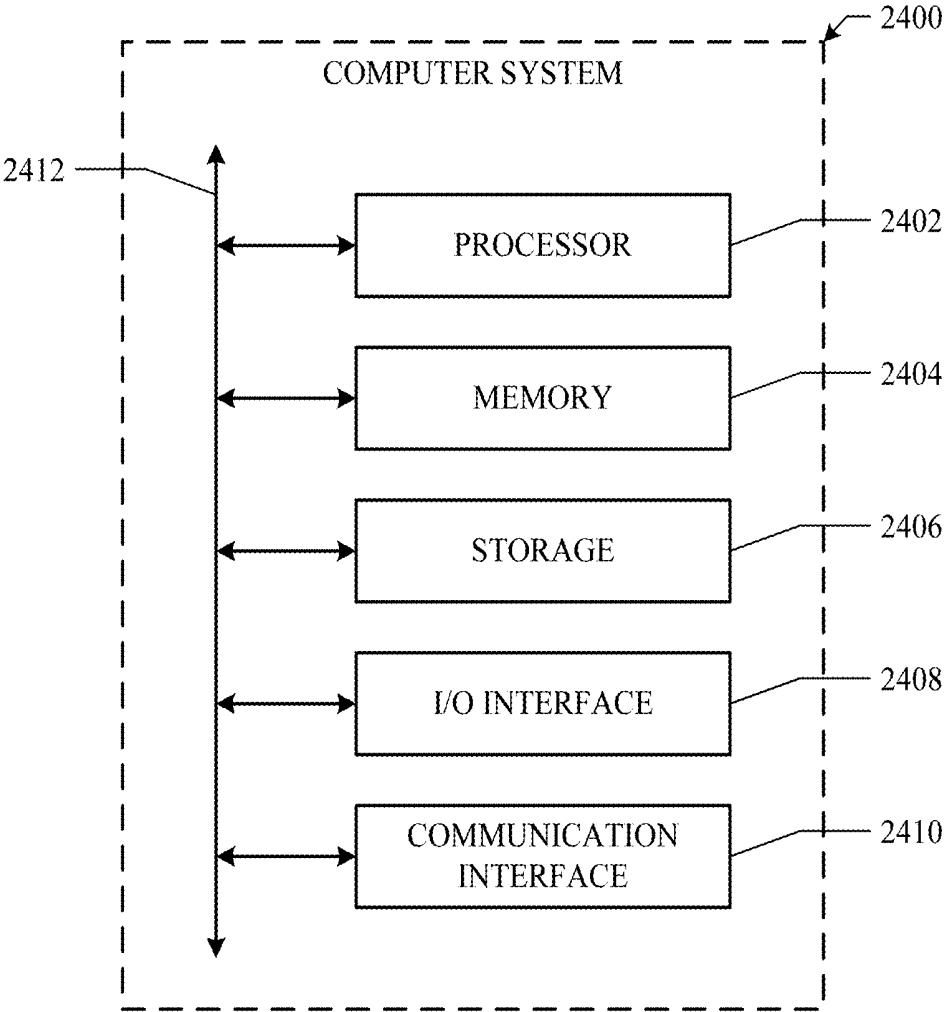 2400
COMPUTER SYSTEM
2412
PROCESSOR
2402
MEMORY
2404
STORAGE
2406
I/O INTERFACE
2408
COMMUNICATION
INTERFACE
2410